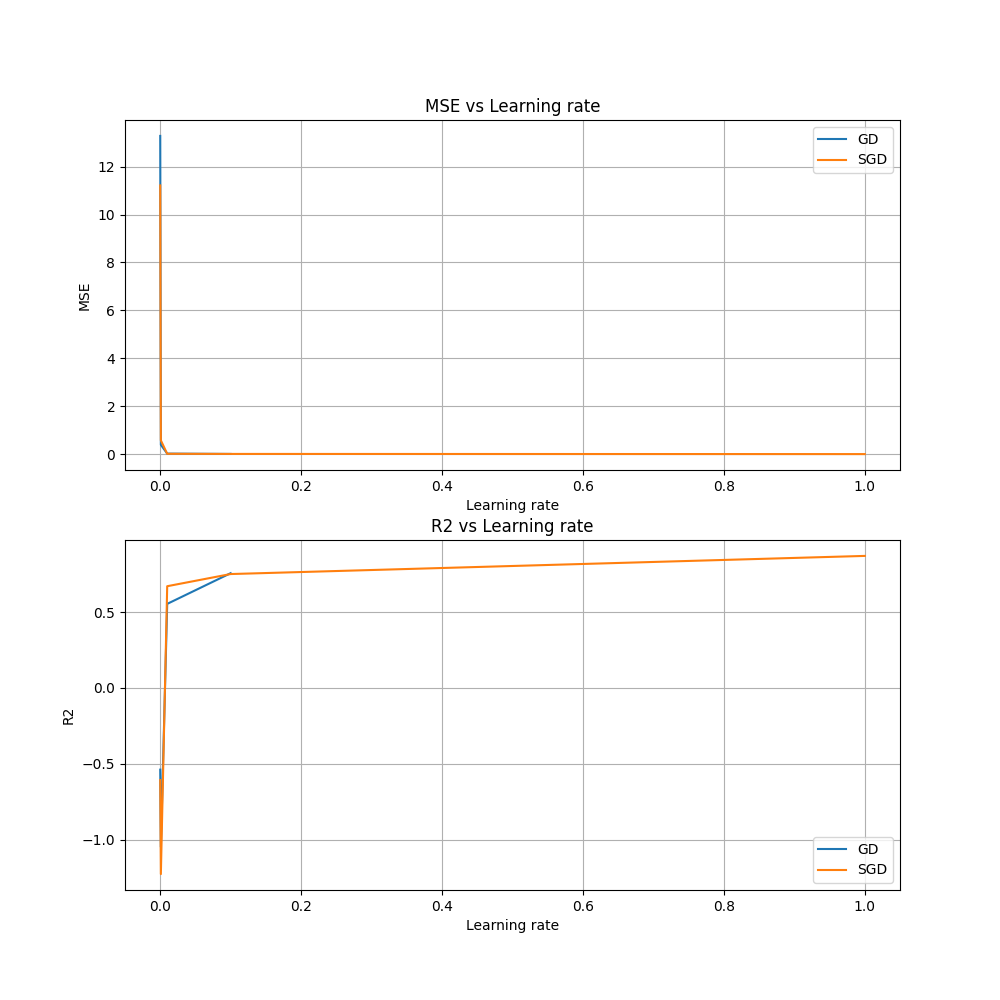 MSE vs Learning rate
GD
SGD
12
10
8
6
4
2
0
MSE
0.0 0.2 0.4 0.6 0.8 1.0
Learning rate
R2 vs Learning rate
0.5
0.0
−0.5
−1.0
R2
GD
SGD
0.0 0.2 0.4 0.6 0.8 1.0
Learning rate